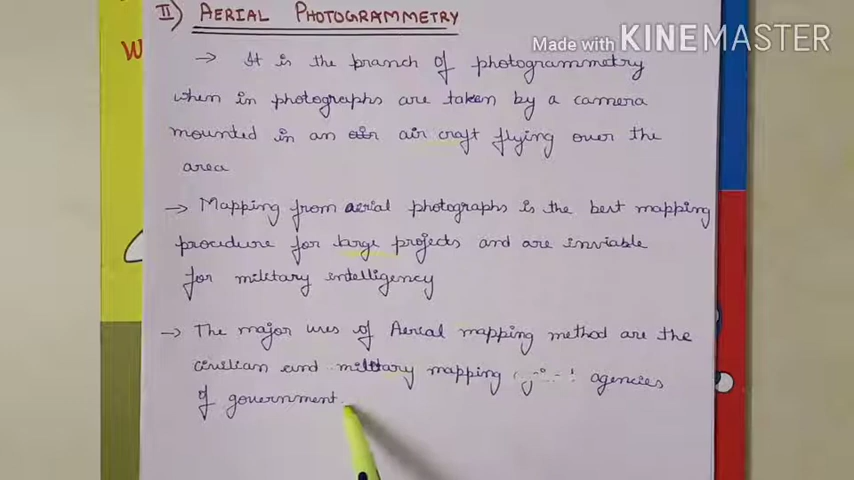 Made with KINEMASTER
W
II) AERIAL PHOTOGRAMMETRY
→ It is the branch of photogrammetry
when in photographs are taken by a camera
mounted in an air craft flying over the
area
→ Mapping from aerial photographs is the best mapping
procedure for large projects and are inviable
for military intelligency
→ The major uses of Aerial mapping method are the
civilian and military mapping agencies
of government.